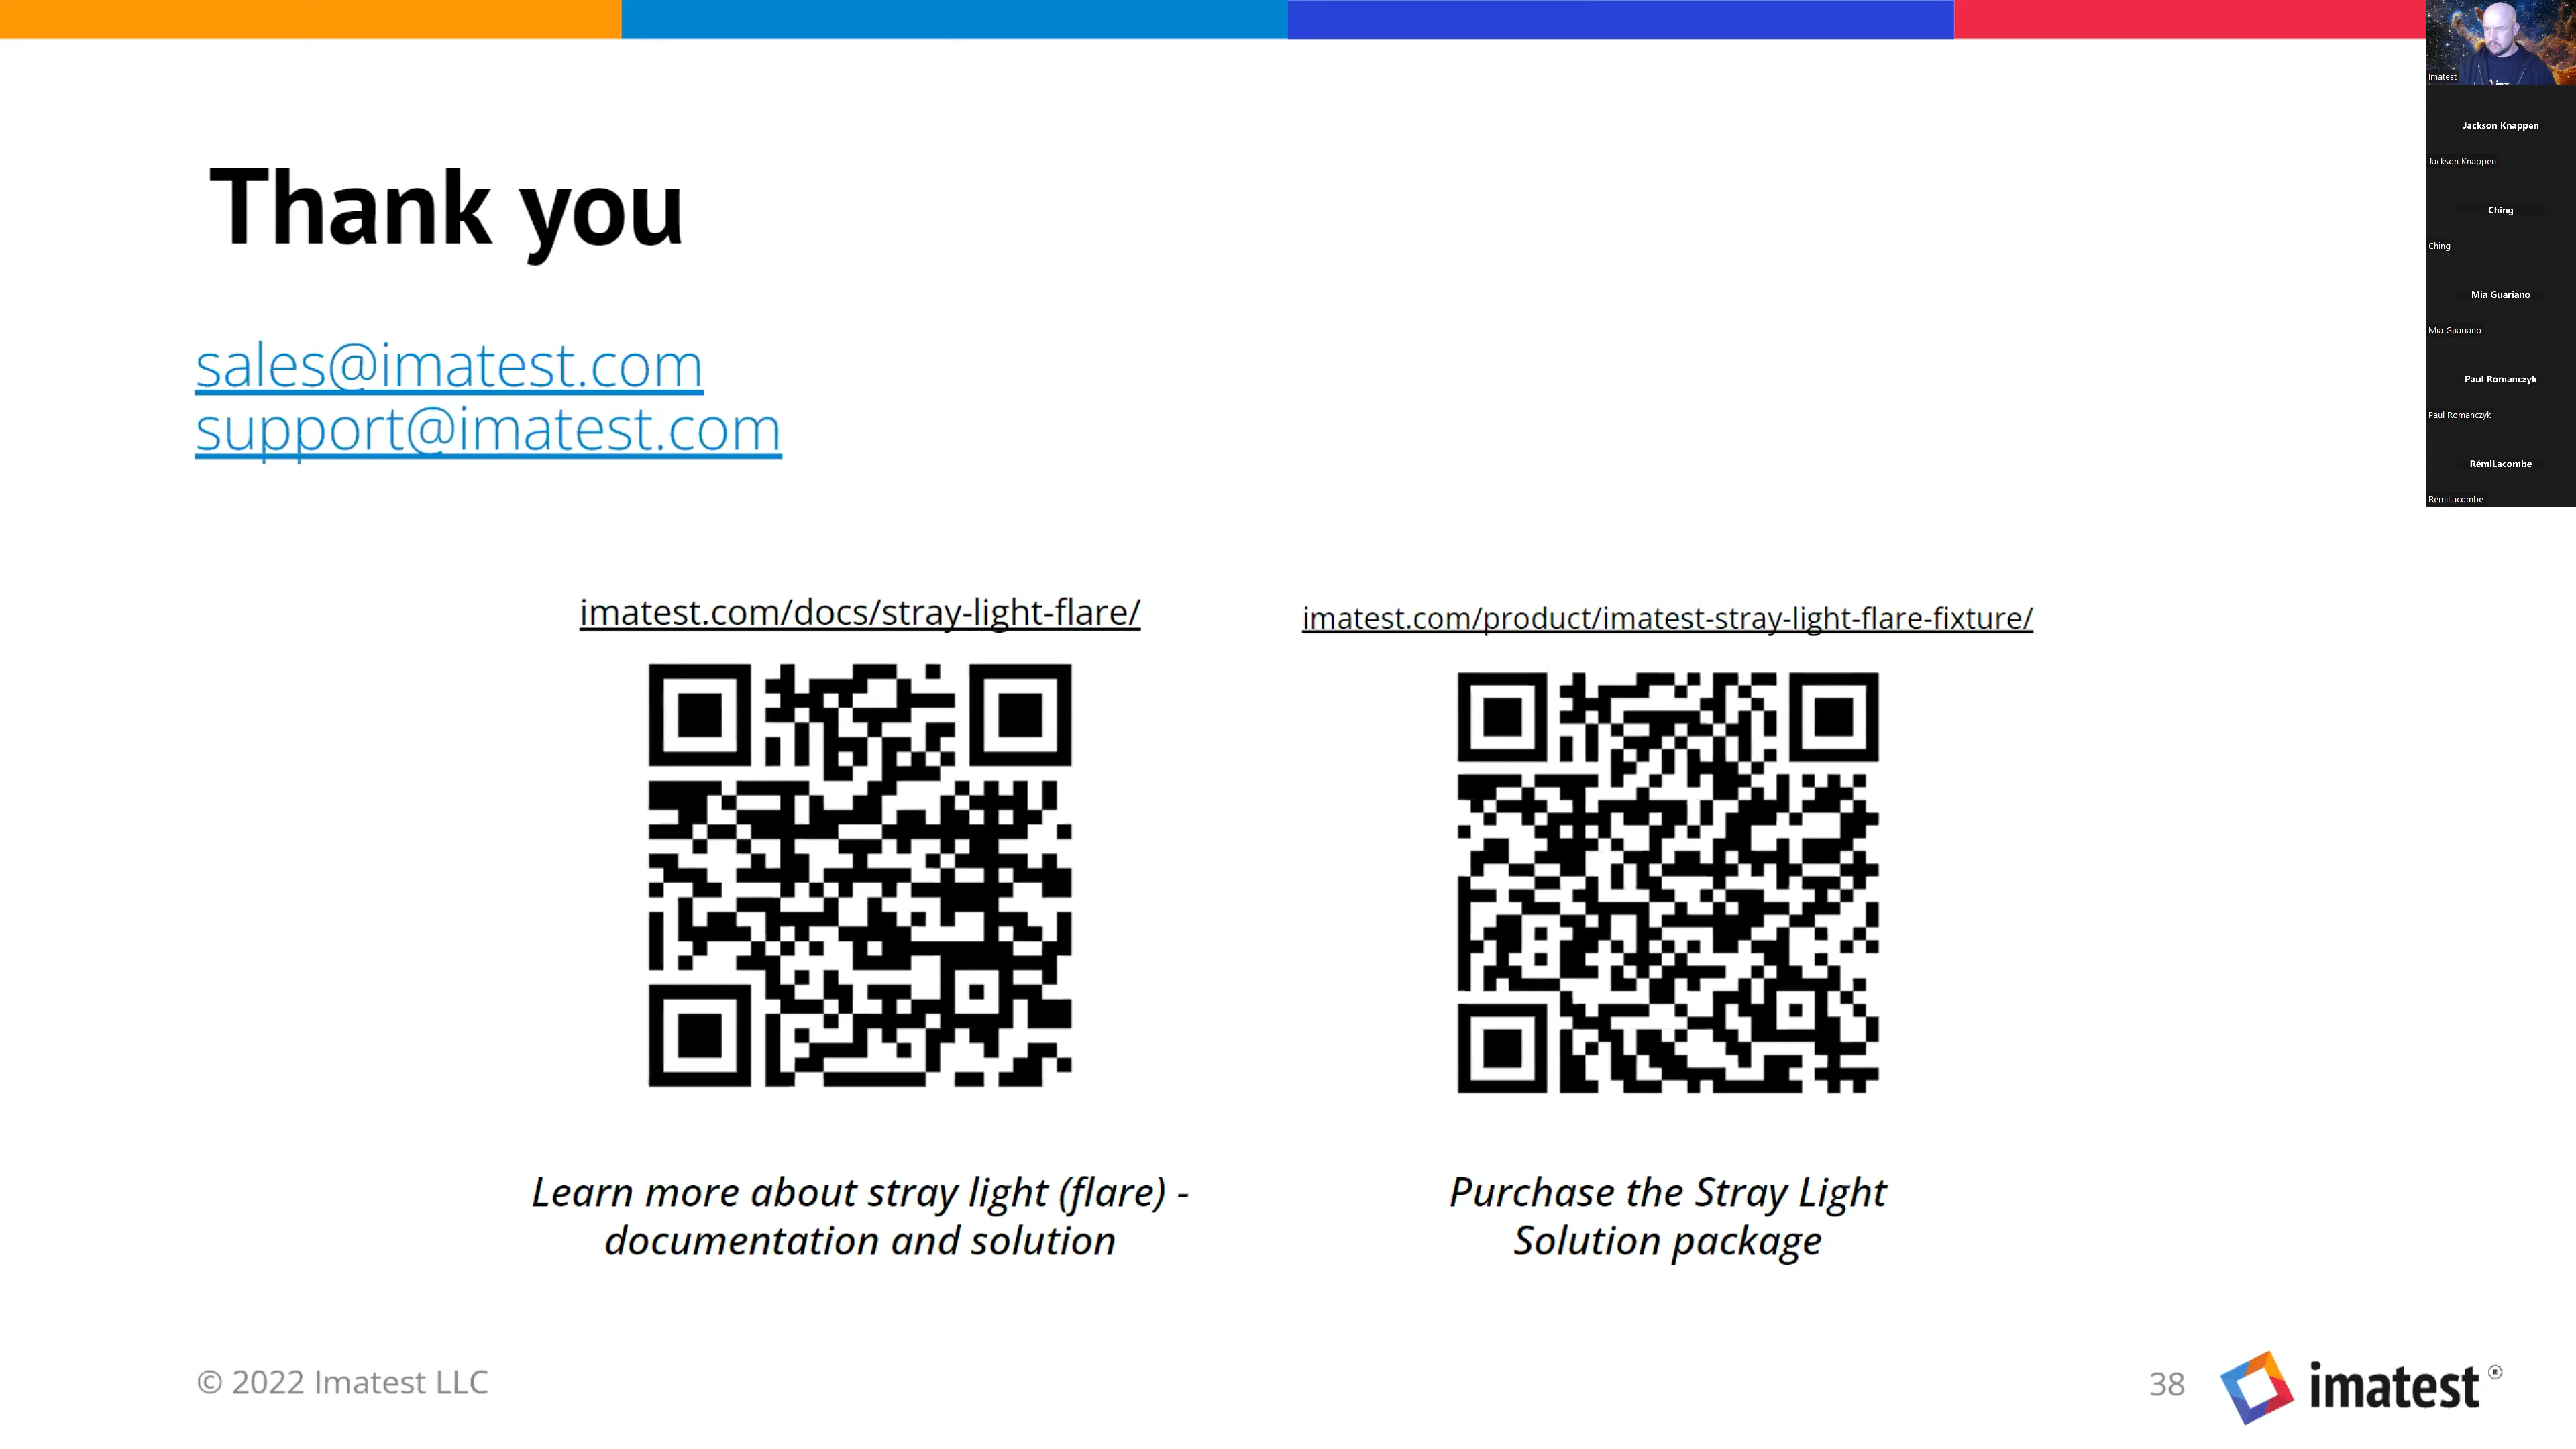 Thank you
sales@imatest.com
support@imatest.com
imatest.com/docs/stray-light-flare/
imatest.com/product/imatest-stray-light-flare-fixture/
Learn more about stray light (flare) -
documentation and solution
Purchase the Stray Light
Solution package
© 2022 Imatest LLC
38
imatest®
Imatest
Jackson Knappen
Jackson Knappen
Ching
Ching
Mia Guariano
Mia Guariano
Paul Romanczyk
Paul Romanczyk
RémiLacombe
RémiLacombe